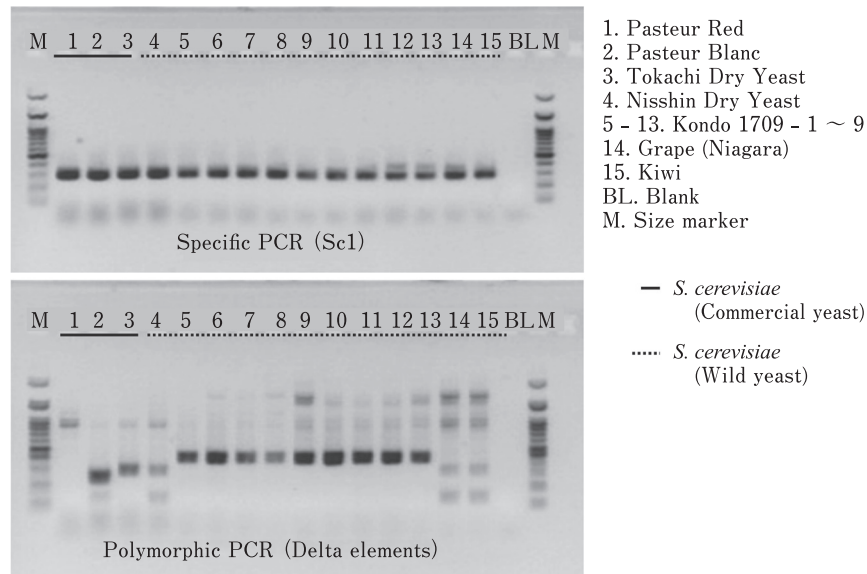 M 1 2 3 4 5 6 7 8 9 10 11 12 13 14 15 BL M
Specific PCR (Sc1)
M 1 2 3 4 5 6 7 8 9 10 11 12 13 14 15 BL M
Polymorphic PCR (Delta elements)
1. Pasteur Red
2. Pasteur Blanc
3. Tokachi Dry Yeast
4. Nisshin Dry Yeast
5 - 13. Kondo 1709 - 1 ～ 9
14. Grape (Niagara)
15. Kiwi
BL. Blank
M. Size marker
S. cerevisiae
(Commercial yeast)
S. cerevisiae
(Wild yeast)